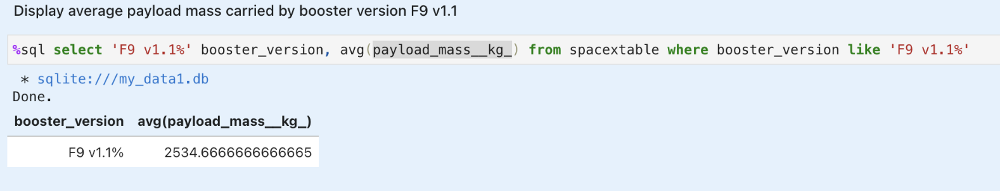 Display average payload mass carried by booster version F9 v1.1
%sql select 'F9 v1.1%' booster_version, avg(payload_mass__kg_) from spacextable where booster_version like 'F9 v1.1%'
* sqlite:///my_data1.db
Done.
booster_version avg(payload_mass__kg_)
F9 v1.1% 2534.6666666666665